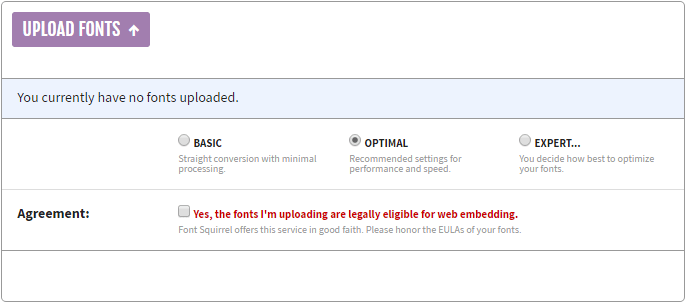 UPLOAD FONTS ↑
You currently have no fonts uploaded.
BASIC
Straight conversion with minimal
processing.
OPTIMAL
Recommended settings for
performance and speed.
EXPERT...
You decide how best to optimize
your fonts.
Agreement:
Yes, the fonts I'm uploading are legally eligible for web embedding.
Font Squirrel offers this service in good faith. Please honor the EULAs of your fonts.